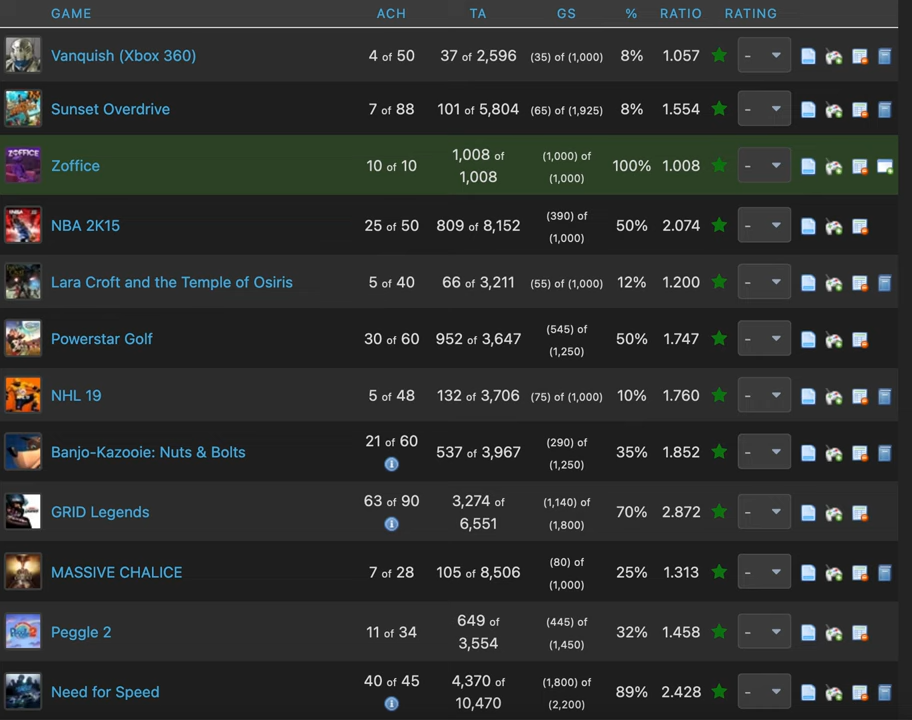 GAME ACH TA GS % RATIO RATING
Vanquish (Xbox 360) 4 of 50 37 of 2,596 (35) of (1,000) 8% 1.057 -
Sunset Overdrive 7 of 88 101 of 5,804 (65) of (1,925) 8% 1.554 -
Zoffice 10 of 10 1,008 of 1,008 (1,000) of (1,000) 100% 1.008 -
NBA 2K15 25 of 50 809 of 8,152 (390) of (1,000) 50% 2.074 -
Lara Croft and the Temple of Osiris 5 of 40 66 of 3,211 (55) of (1,000) 12% 1.200 -
Powerstar Golf 30 of 60 952 of 3,647 (545) of (1,250) 50% 1.747 -
NHL 19 5 of 48 132 of 3,706 (75) of (1,000) 10% 1.760 -
Banjo-Kazooie: Nuts & Bolts 21 of 60 537 of 3,967 (290) of (1,250) 35% 1.852 -
GRID Legends 63 of 90 3,274 of 6,551 (1,140) of (1,800) 70% 2.872 -
MASSIVE CHALICE 7 of 28 105 of 8,506 (80) of (1,000) 25% 1.313 -
Peggle 2 11 of 34 649 of 3,554 (445) of (1,450) 32% 1.458 -
Need for Speed 40 of 45 4,370 of 10,470 (1,800) of (2,200) 89% 2.428 -